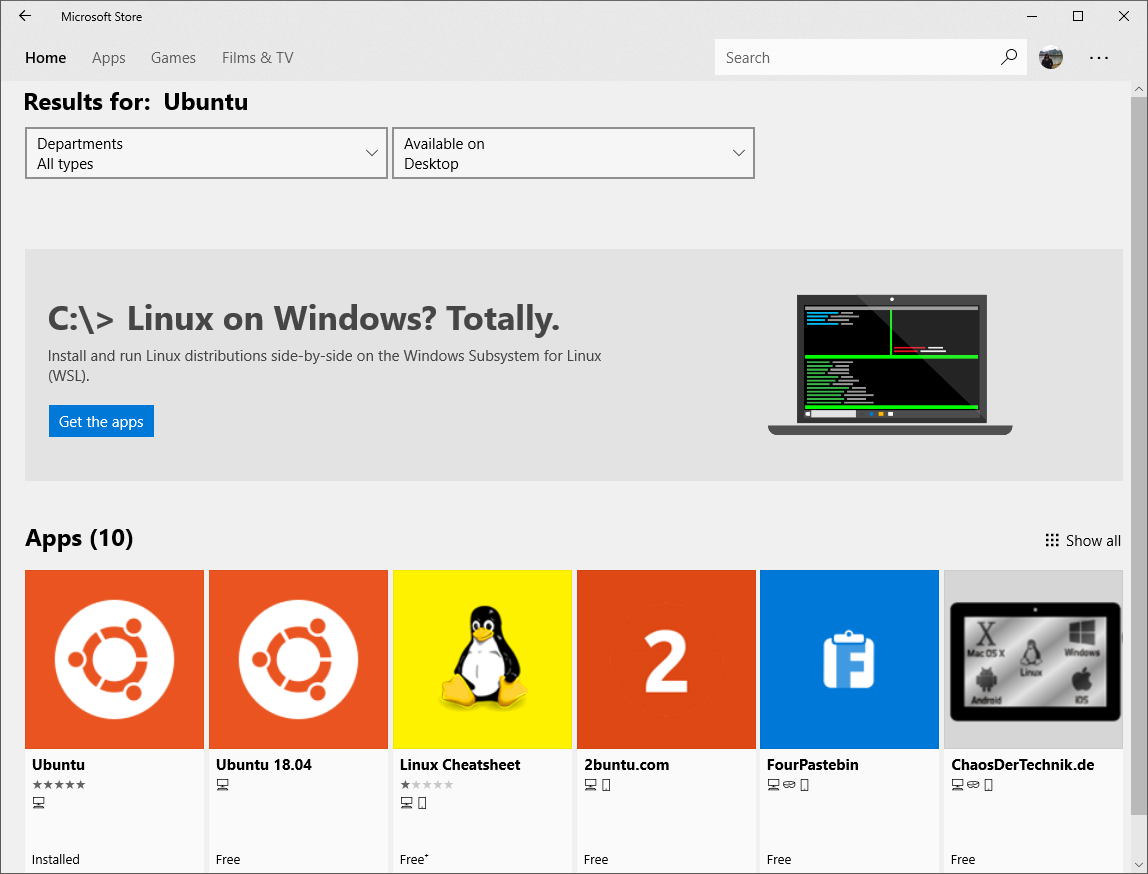 Microsoft Store
Home Apps Games Films & TV
Search
Results for: Ubuntu
Departments
All types
Available on
Desktop
C:\> Linux on Windows? Totally.
Install and run Linux distributions side-by-side on the Windows Subsystem for Linux
(WSL).
Get the apps
Apps (10)
Show all
2
F
X
Mac OS X
Linux
Windows
Android
iOS
Ubuntu
Installed
Ubuntu 18.04
Free
Linux Cheatsheet
Free+
2buntu.com
Free
FourPastebin
Free
ChaosDerTechnik.de
Free